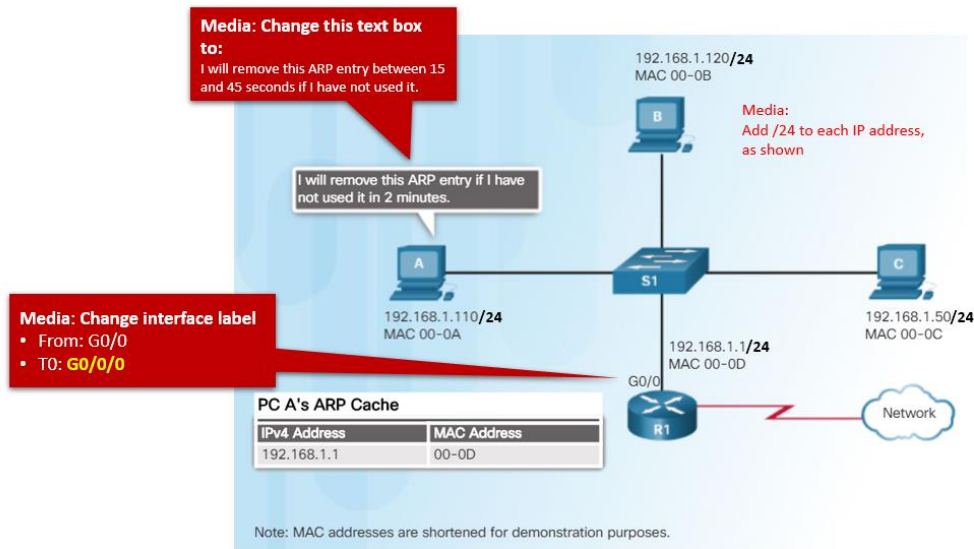 Media: Change this text box
to:
I will remove this ARP entry between 15
and 45 seconds if I have not used it.
192.168.1.120/24
MAC 00-0B
B
Media:
Add /24 to each IP address,
as shown
I will remove this ARP entry if I have
not used it in 2 minutes.
A
S1
C
192.168.1.110/24
MAC 00-0A
192.168.1.50/24
MAC 00-0C
Media: Change interface label
• From: G0/0
• T0: G0/0/0
192.168.1.1/24
MAC 00-0D
G0/0
R1
Network
PC A's ARP Cache
IPv4 Address MAC Address
192.168.1.1 00-0D
Note: MAC addresses are shortened for demonstration purposes.